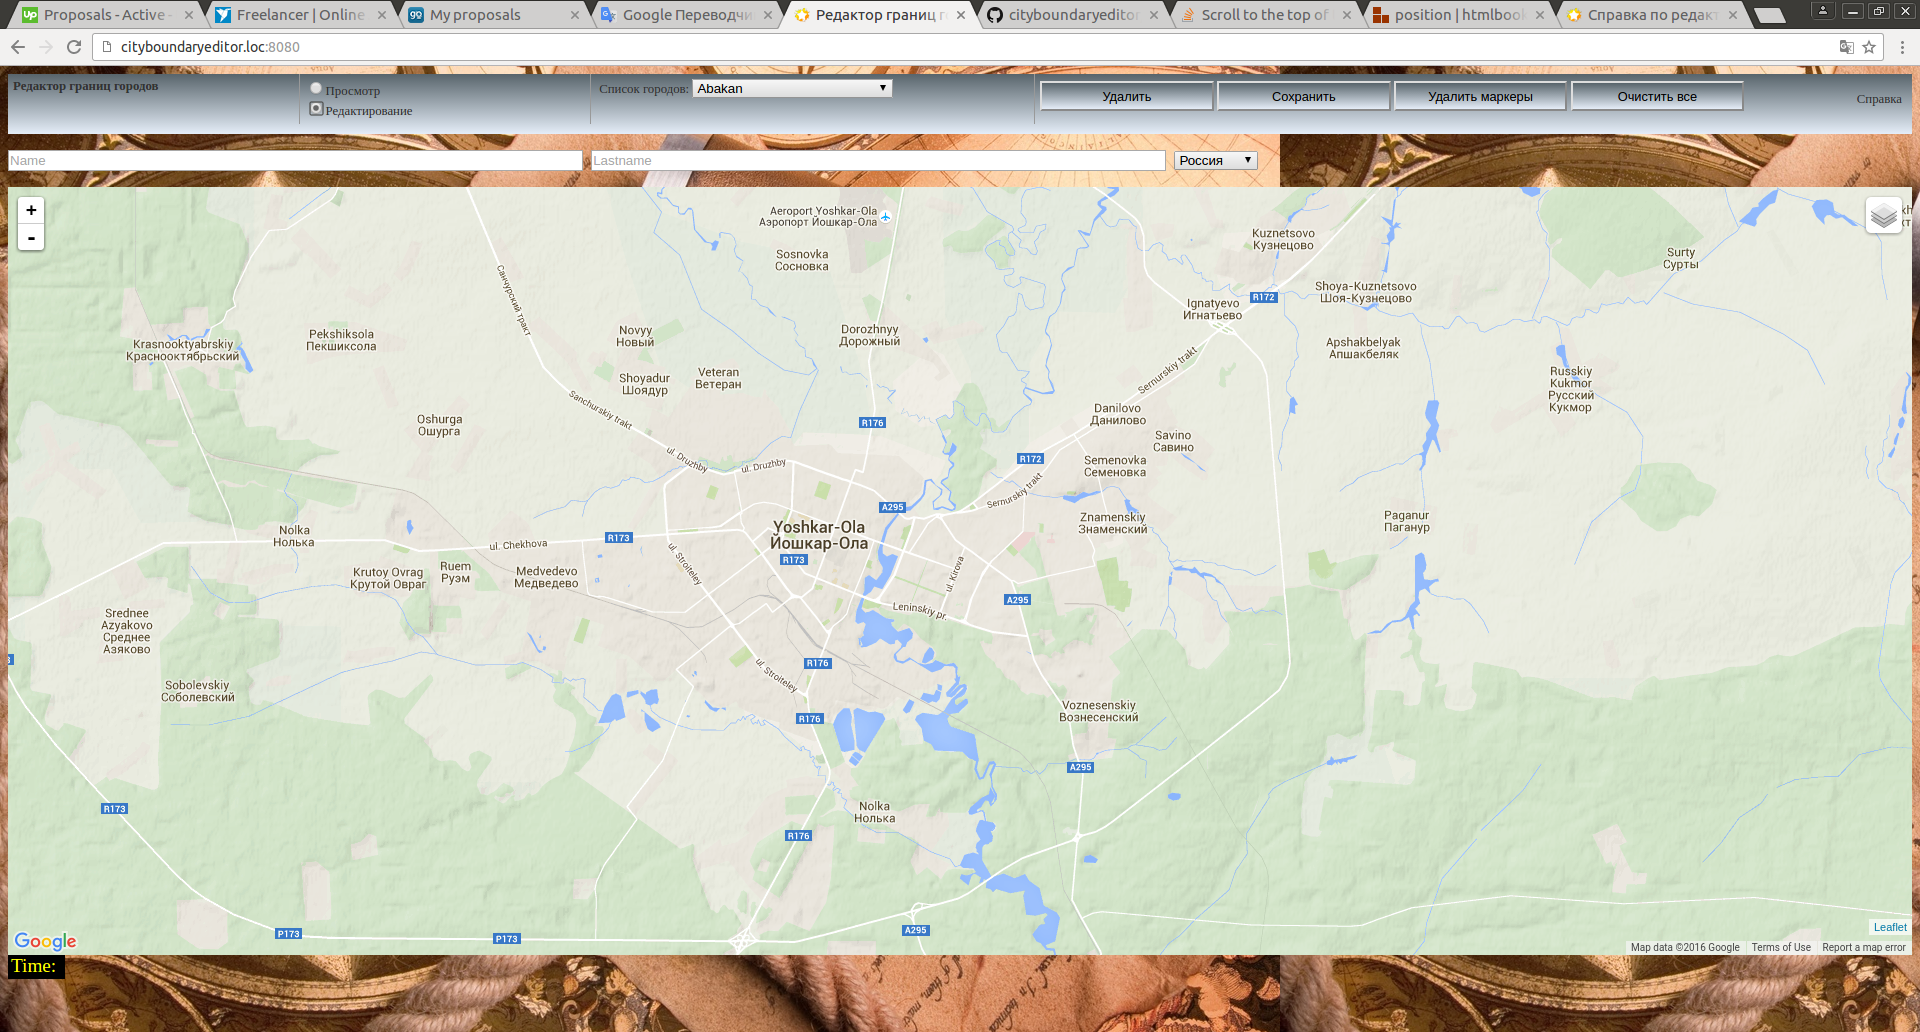 Proposals - Active
Freelancer | Online
My proposals
Google Переводчи
Редактор границ г
cityboundaryeditor
Scroll to the top of
position | htmlbook
Справка по редак
cityboundaryeditor.loc:8080
Редактор границ городов
Просмотр
Редактирование
Список городов: Abakan
Удалить
Сохранить
Удалить маркеры
Очистить все
Справка
Name
Lastname
Россия
+
-
Aeroport Yoshkar-Ola
Аэропорт Йошкар-Ола
Sosnovka
Сосновка
Kuznetsovo
Кузнецово
Surty
Сурты
Санчурский тракт
R172
Shoya-Kuznetsovo
Шоя-Кузнецово
Ignatyevo
Игнатьево
Krasnooktyabrskiy
Краснооктябрьский
Pekshiksola
Пекшиксола
Novyy
Новый
Dorozhnyy
Дорожный
Apshakbelyak
Апшакбеляк
Sernurskiy trakt
Shoyadur
Шоядур
Veteran
Ветеран
Russkiy
Kukmor
Русский
Кукмор
Sanchurskiy trakt
Oshurga
Ошурга
R176
Danilovo
Данилово
Savino
Савино
ul. Druzhby
ul. Druzhby
R172
Semenovka
Семеновка
Sernurskiy trakt
A295
Yoshkar-Ola
Йошкар-Ола
Znamenskiy
Знаменский
Paganur
Паганур
Nolka
Нолька
ul. Chekhova
R173
R173
ul. Stroiteley
ul. Kirova
Krutoy Ovrag
Крутой Овраг
Ruem
Руэм
Medvedevo
Медведево
A295
Leninskiy pr.
Srednee
Azyakovo
Среднее
Азяково
3
R176
ul. Stroiteley
Sobolevskiy
Соболевский
R176
Voznesenskiy
Вознесенский
A295
R173
Nolka
Нолька
R176
P173
P173
A295
Google
Leaflet
Map data ©2016 Google
Terms of Use
Report a map error
Time: